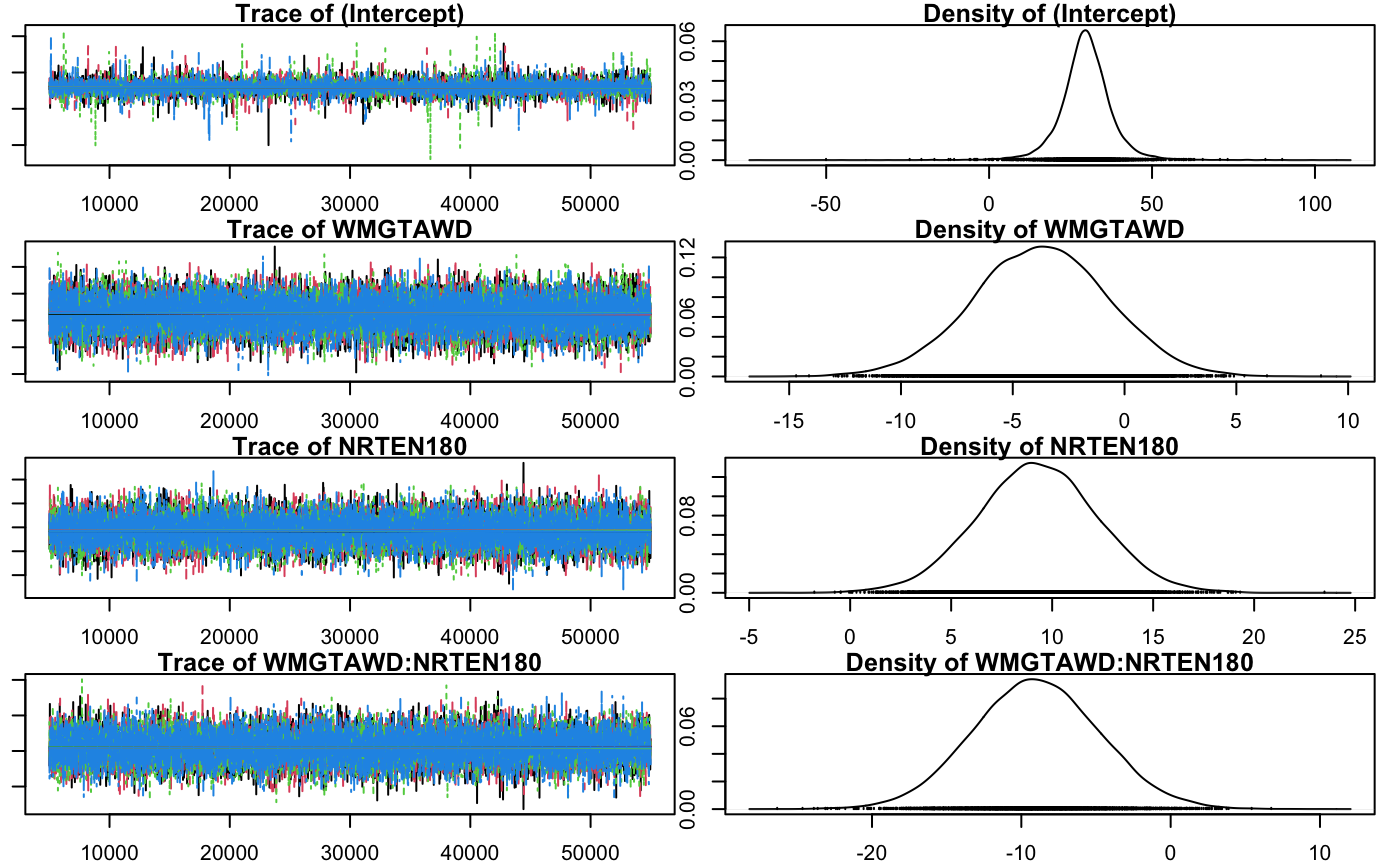 Trace of (Intercept)
10000 20000 30000 40000 50000
Density of (Intercept)
0.00 0.03 0.06
-50 0 50 100
Trace of WMGTAWD
10000 20000 30000 40000 50000
Density of WMGTAWD
0.00 0.06 0.12
-15 -10 -5 0 5 10
Trace of NRTEN180
10000 20000 30000 40000 50000
Density of NRTEN180
0.00 0.08
-5 0 5 10 15 20 25
Trace of WMGTAWD:NRTEN180
10000 20000 30000 40000 50000
Density of WMGTAWD:NRTEN180
0.00 0.06
-20 -10 0 10